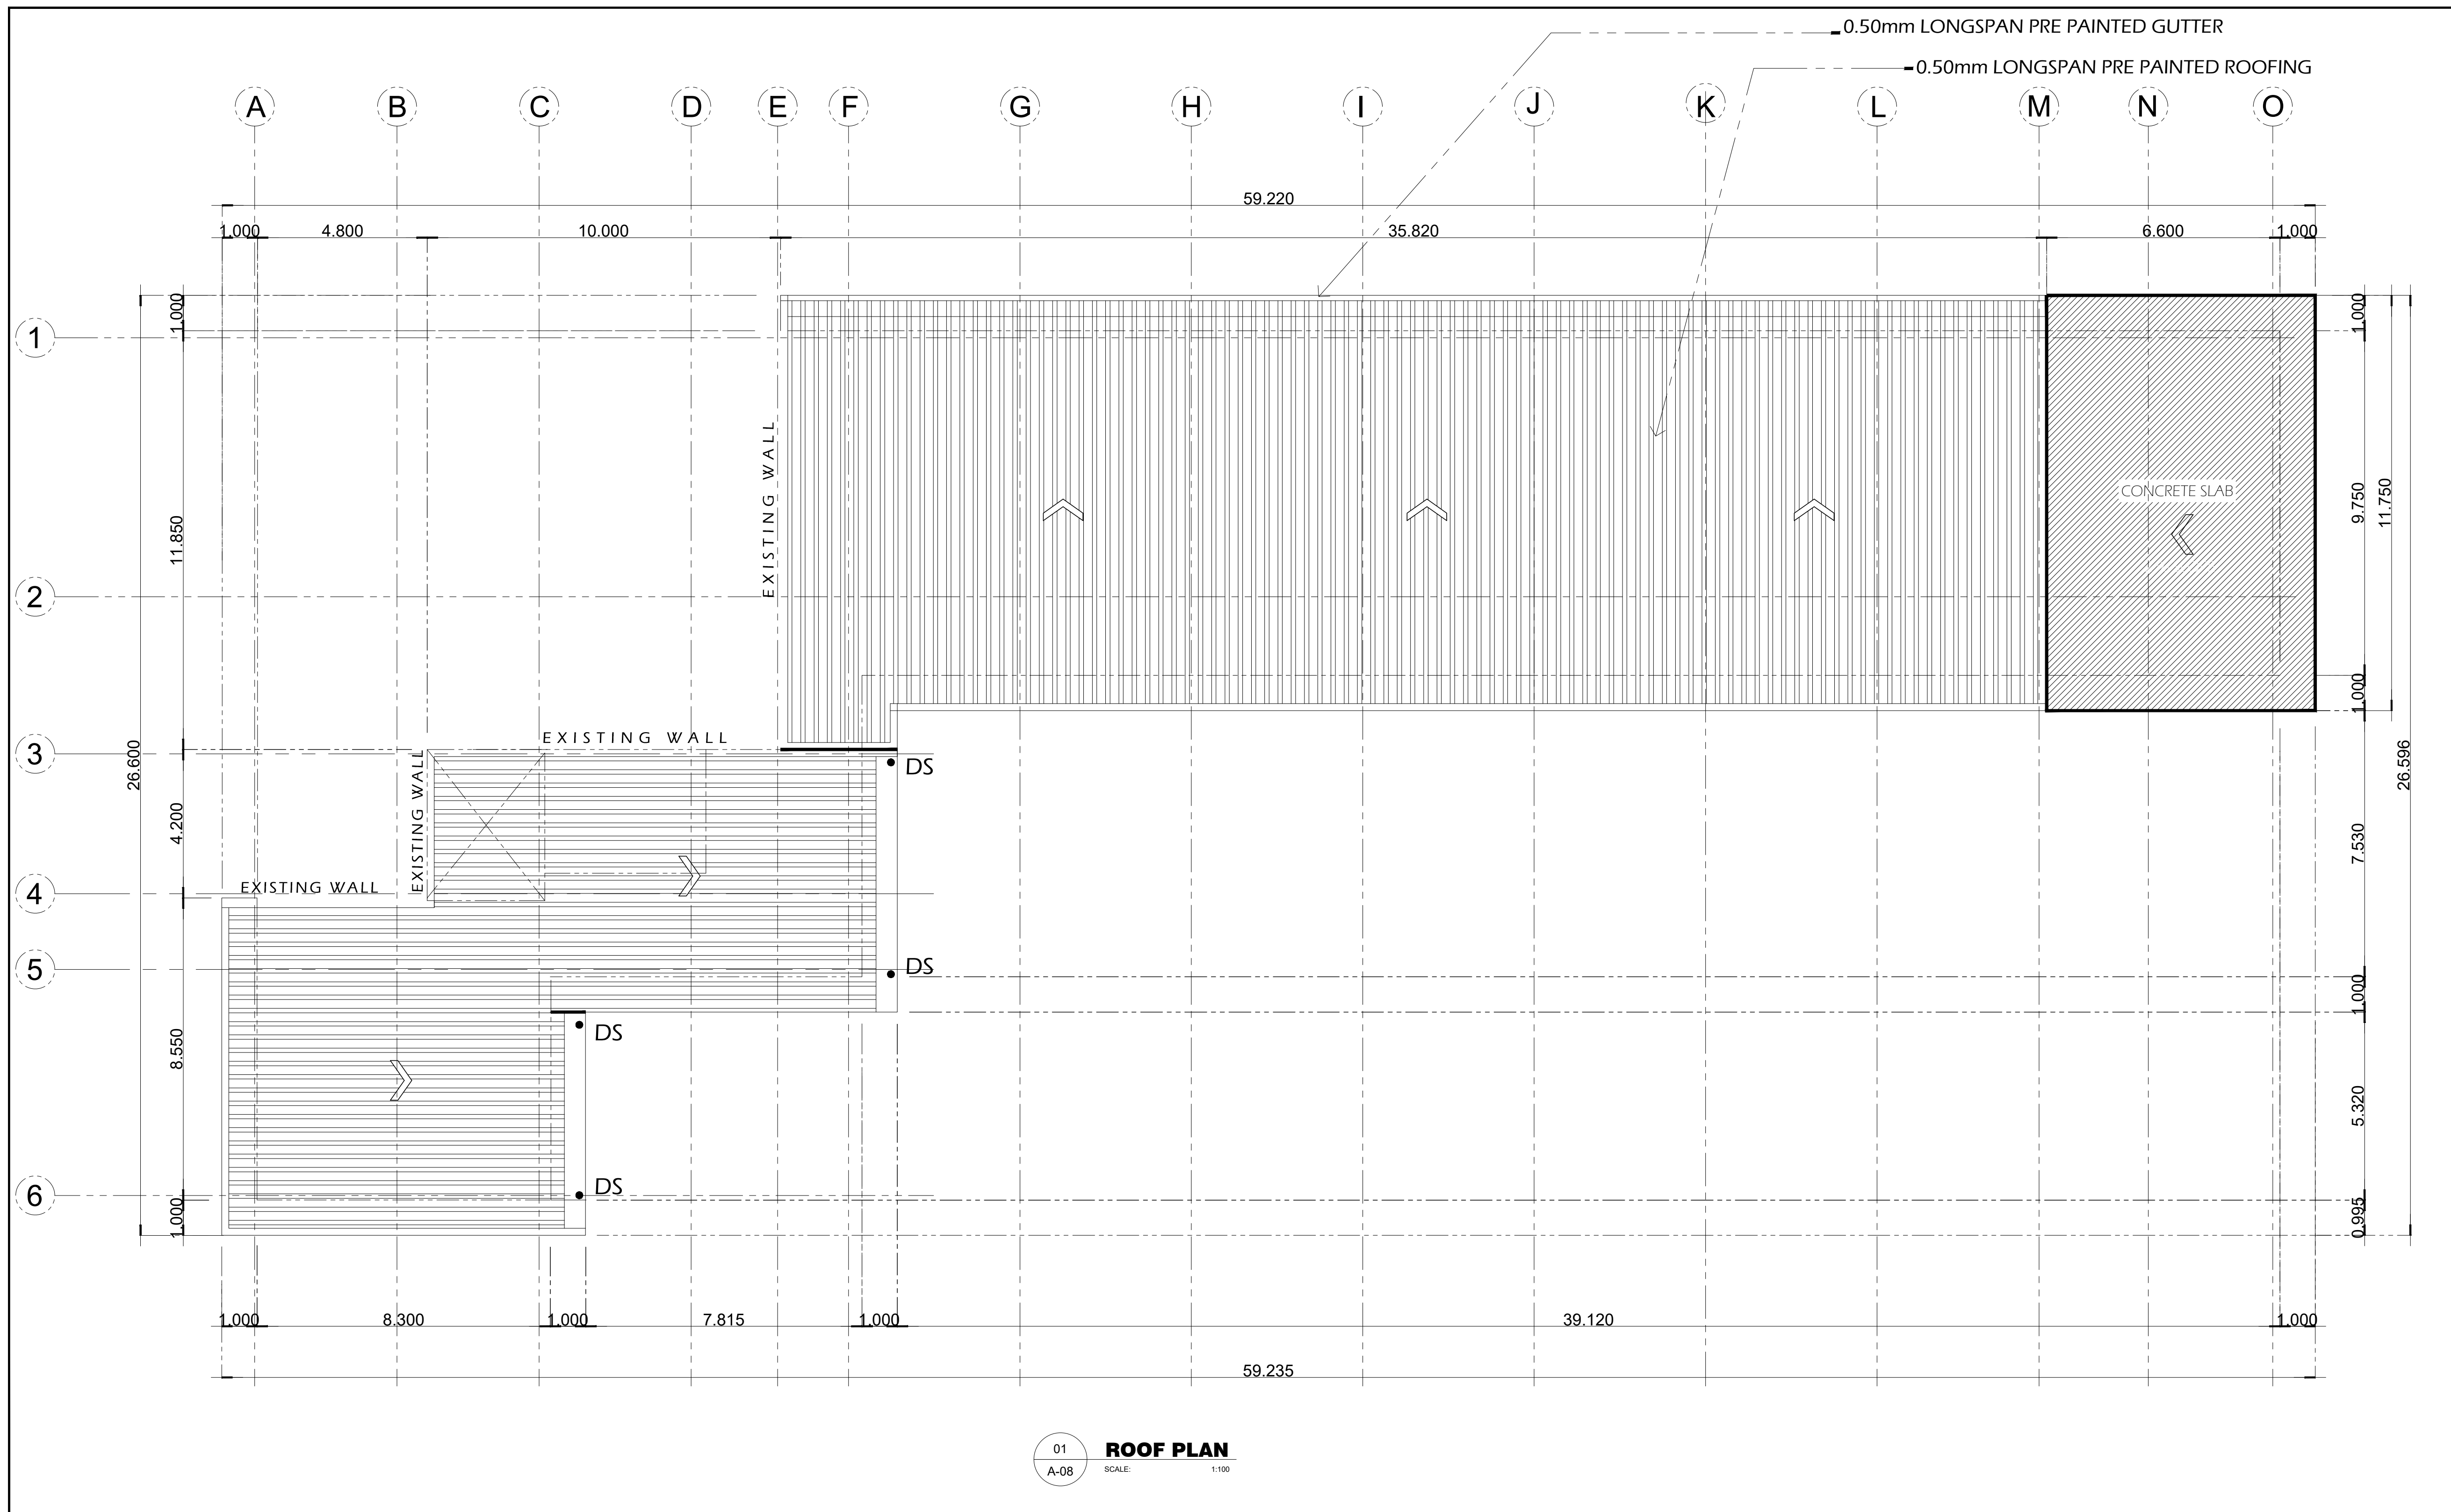 0.50mm LONGSPAN PRE PAINTED GUTTER
0.50mm LONGSPAN PRE PAINTED ROOFING
A B C D E F G H I J K L M N O
59.220
1.000 4.800 10.000 35.820 6.600 1.000
1
2
3
4
5
6
26.600
1.000
11.850
4.200
8.550
1.000
EXISTING WALL
EXISTING WALL
EXISTING WALL
EXISTING WALL
CONCRETE SLAB
DS
DS
DS
DS
1.000
9.750
11.750
1.000
26.596
7.530
1.000
5.320
0.995
1.000 8.300 1.000 7.815 1.000 39.120 1.000
59.235
01
A-08
ROOF PLAN
SCALE: 1:100